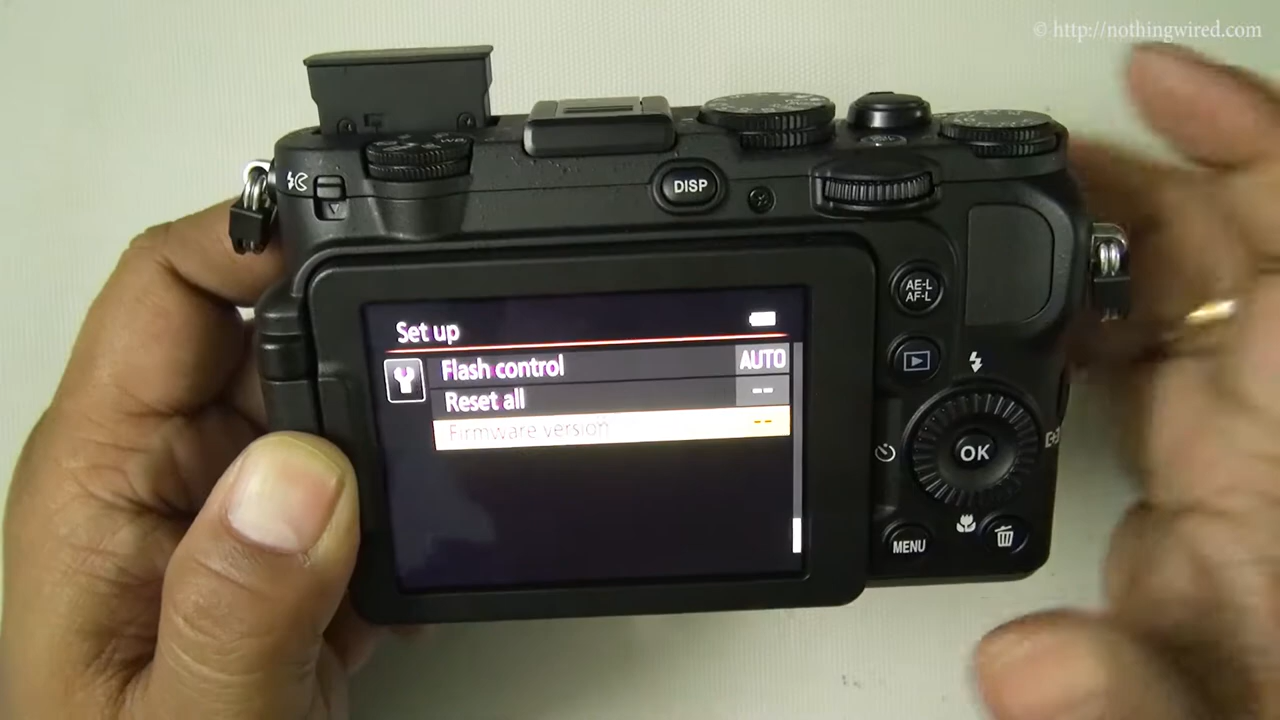 © http://nothingwired.com
DISP
AE-L
AF-L
Set up
Flash control AUTO
Reset all --
Firmware version --
OK
MENU